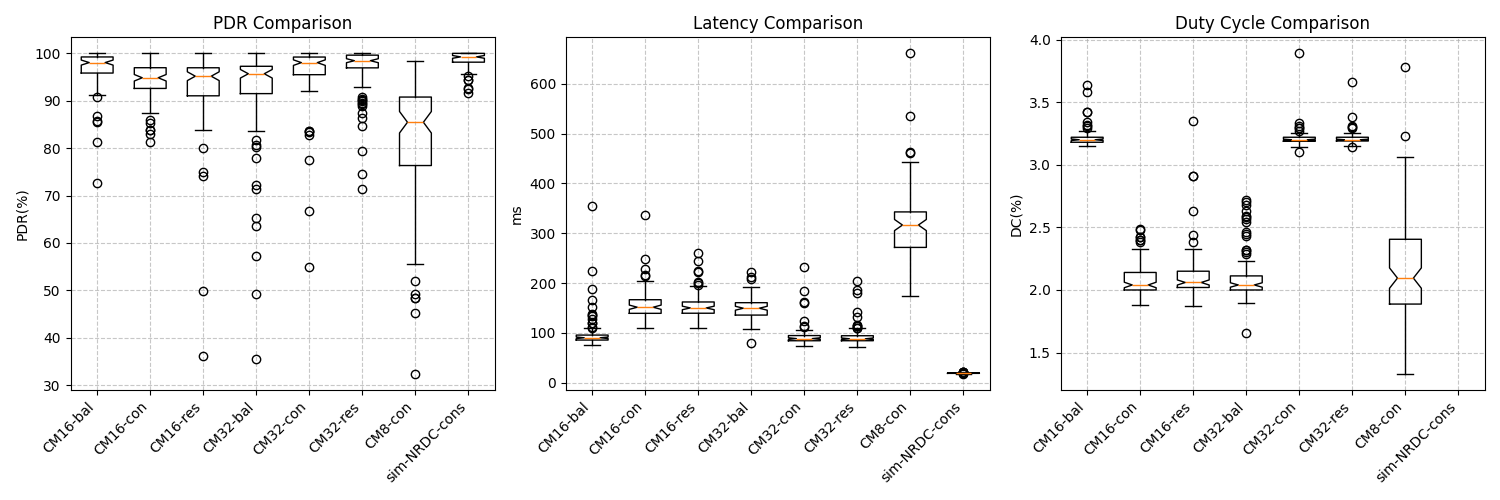 PDR Comparison
PDR(%)
100
90
80
70
60
50
40
30
CM16-bal
CM16-con
CM16-res
CM32-bal
CM32-con
CM32-res
CM8-con
sim-NRDC-cons
Latency Comparison
ms
600
500
400
300
200
100
0
CM16-bal
CM16-con
CM16-res
CM32-bal
CM32-con
CM32-res
CM8-con
sim-NRDC-cons
Duty Cycle Comparison
DC(%)
4.0
3.5
3.0
2.5
2.0
1.5
CM16-bal
CM16-con
CM16-res
CM32-bal
CM32-con
CM32-res
CM8-con
sim-NRDC-cons